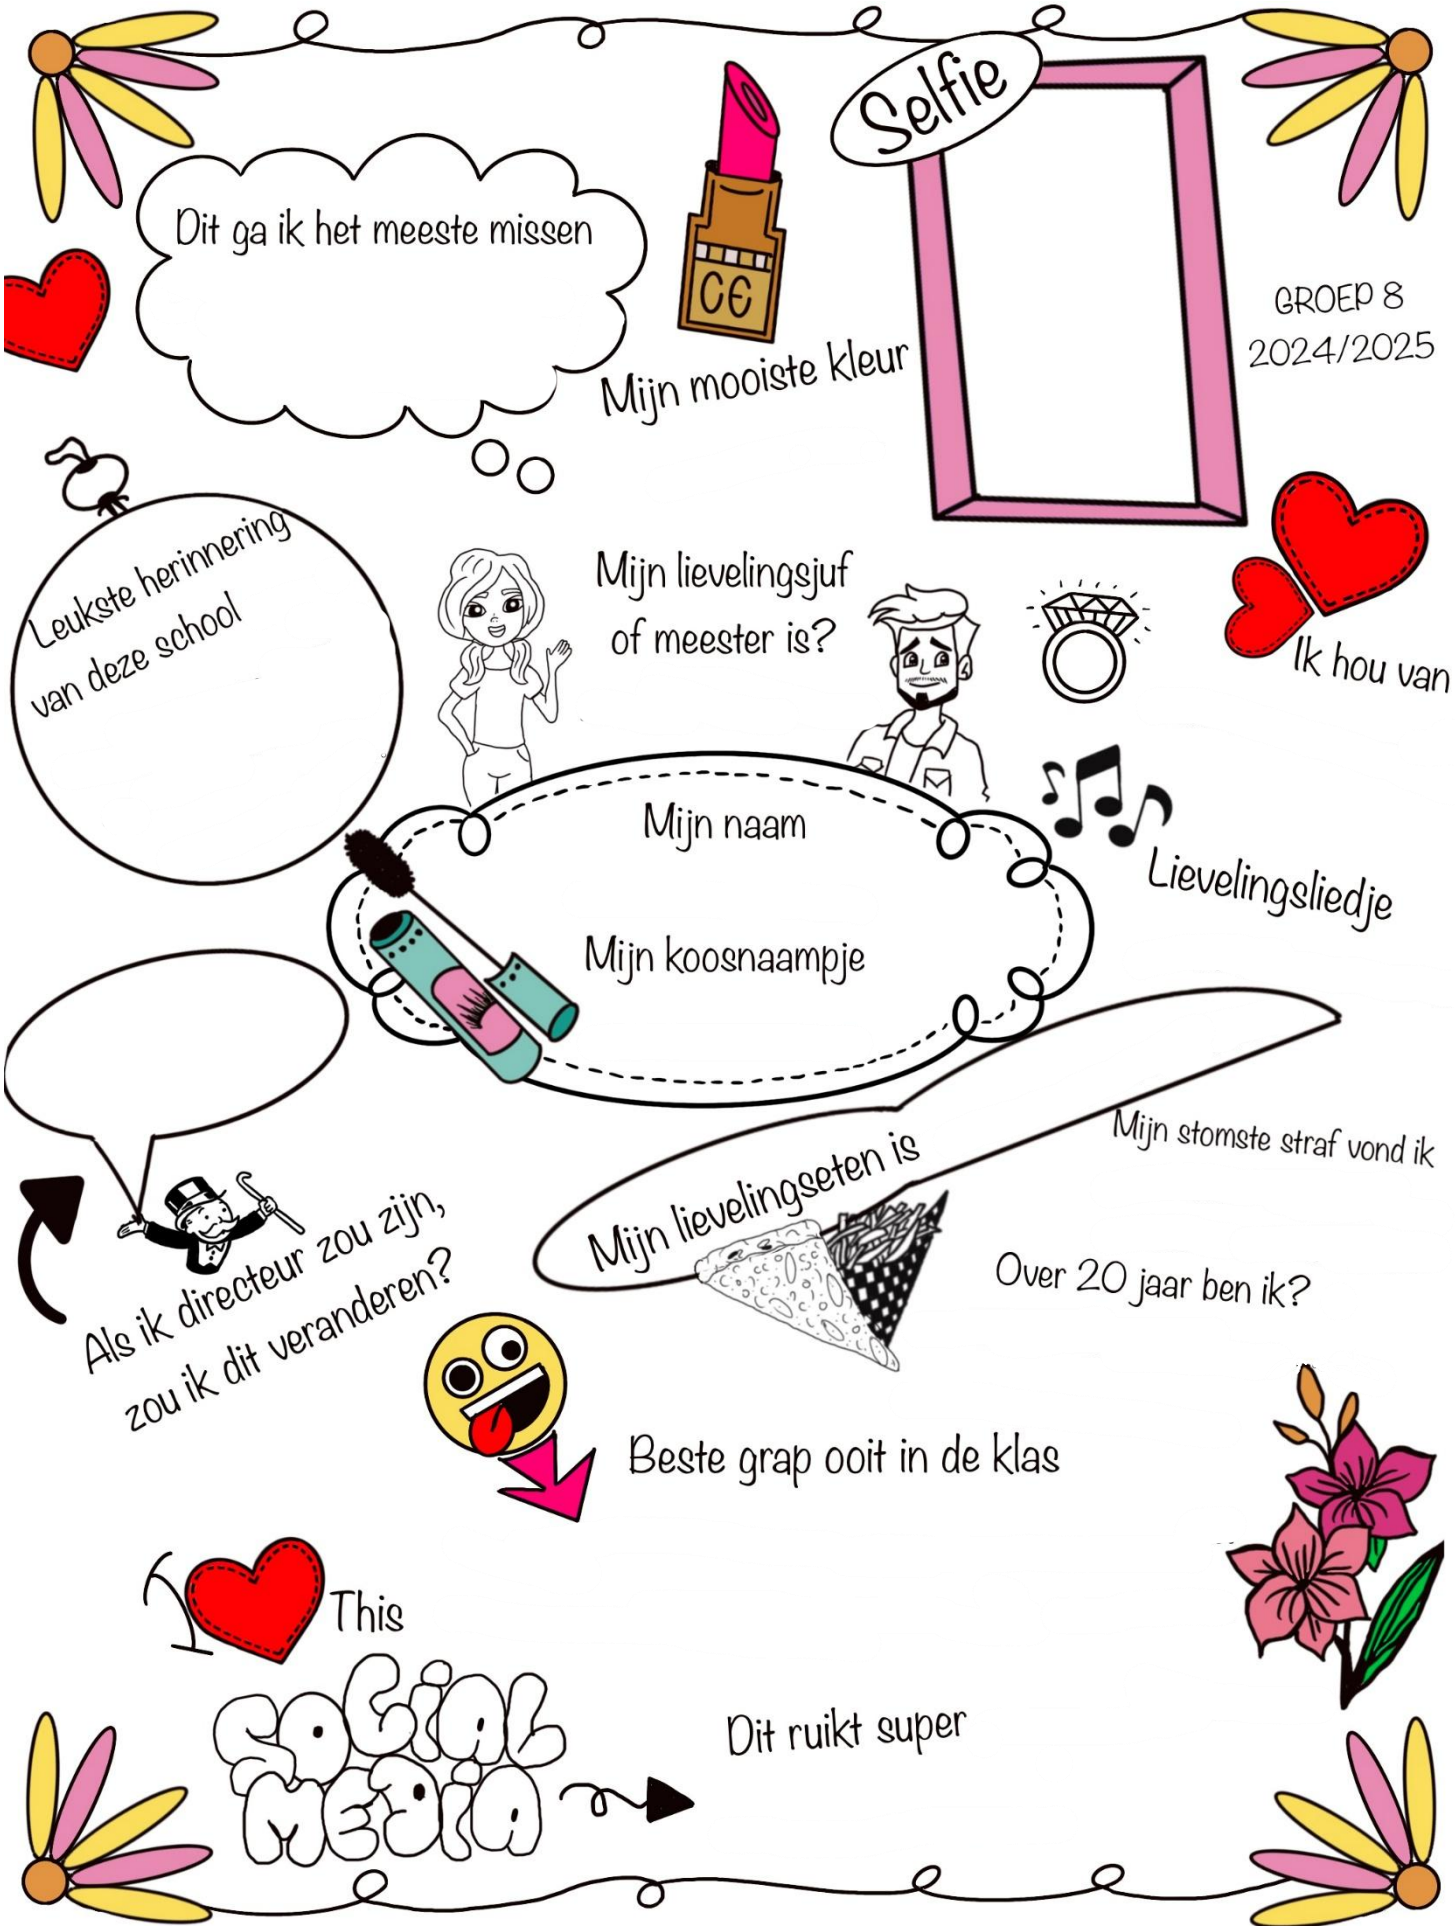 Selfie
Dit ga ik het meeste missen
CE
GROEP 8
2024/2025
Mijn mooiste kleur
Leukste herinnering
van deze school
Mijn lievelingsjuf
of meester is?
Ik hou van
Mijn naam
Lievelingsliedje
Mijn koosnaampje
Mijn stomste straf vond ik
Mijn lievelingseten is
Als ik directeur zou zijn,
zou ik dit veranderen?
Over 20 jaar ben ik?
Beste grap ooit in de klas
I
This
SOCIAL
MEDIA
Dit ruikt super